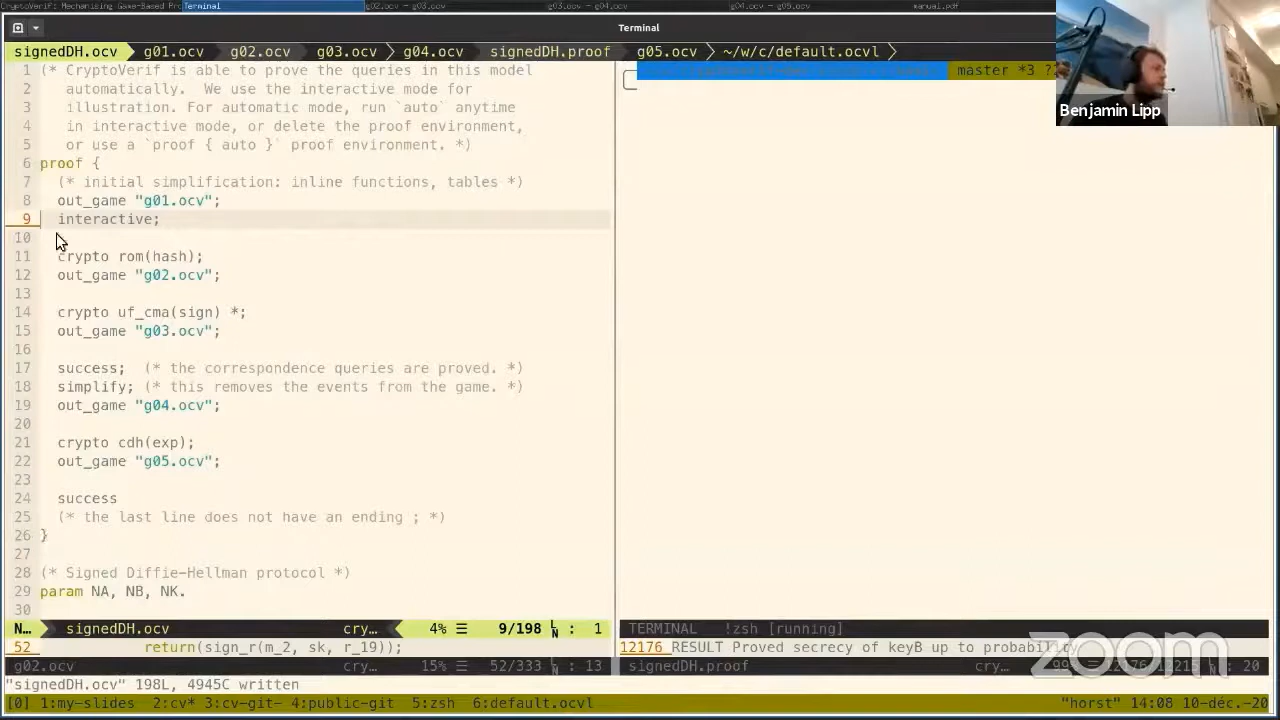 CryptoVerif: Mechanising Game-Based Pro
Terminal
g02.ocv — g03.ocv
g03.ocv — g04.ocv
g04.ocv — g05.ocv
manual.pdf
Terminal
signedDH.ocv g01.ocv g02.ocv g03.ocv g04.ocv signedDH.proof g05.ocv ~/w/c/default.ocvl
master *3 ?
Benjamin Lipp
1 (* CryptoVerif is able to prove the queries in this model
2 automatically. We use the interactive mode for
3 illustration. For automatic mode, run `auto` anytime
4 in interactive mode, or delete the proof environment,
5 or use a `proof { auto }` proof environment. *)
6 proof {
7 (* initial simplification: inline functions, tables *)
8 out_game "g01.ocv";
9 interactive;
10
11 crypto rom(hash);
12 out_game "g02.ocv";
13
14 crypto uf_cma(sign) *;
15 out_game "g03.ocv";
16
17 success; (* the correspondence queries are proved. *)
18 simplify; (* this removes the events from the game. *)
19 out_game "g04.ocv";
20
21 crypto cdh(exp);
22 out_game "g05.ocv";
23
24 success
25 (* the last line does not have an ending ; *)
26 }
27
28 (* Signed Diffie-Hellman protocol *)
29 param NA, NB, NK.
30
N… signedDH.ocv cry… 4% ☰ 9/198 LN : 1
TERMINAL !zsh [running]
52 return(sign_r(m_2, sk, r_19));
12176 RESULT Proved secrecy of keyB up to probability
g02.ocv cry… 15% ☰ 52/333 LN : 13
signedDH.proof cry… 99% ☰ 12176/12215 LN : 20
zoom
"signedDH.ocv" 198L, 4945C written
[0] 1:my-slides 2:cv* 3:cv-git- 4:public-git 5:zsh 6:default.ocvl "horst" 14:08 10-déc.-20